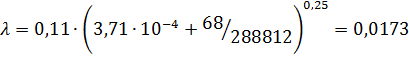 λ = 0,11 · (3,71 · 10⁻⁴ + 68/288812)^0,25 = 0,0173